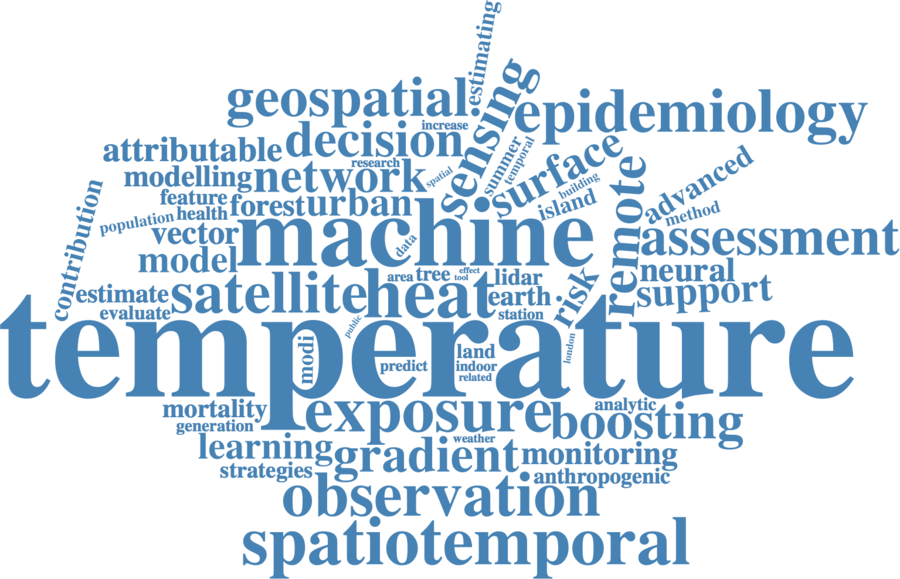 estimating
geospatial
sensing
epidemiology
increase
decision
attributable
research
summer
temporal
surface
modelling
network
spatial
building
advanced
feature
island
remote
method
contribution
population
health
forest
urban
vector
machine
data
assessment
model
area
tree
effect
tool
lidar
neural
estimate
satellite
heat
earth
risk
support
evaluate
station
public
temperature
modi
predict
land
indoor
related
london
mortality
exposure
analytic
boosting
generation
weather
learning
gradient
monitoring
strategies
anthropogenic
observation
spatiotemporal